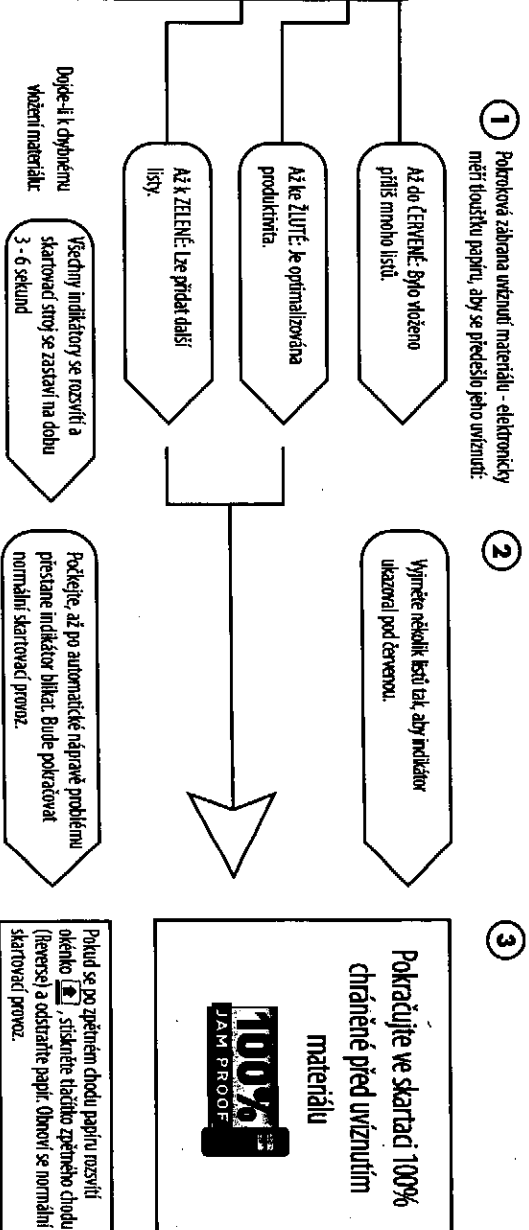 1 Pokroková zábrana uvíznutí materiálu - elektronicky
měří tloušťku papíru, aby se předešlo jeho uvíznutí:
Až do ČERVENÉ: Bylo vloženo
příliš mnoho listů.
Až ke ŽLUTÉ: Je optimalizována
produktivita.
Až k ZELENÉ: Lze přidat další
listy.
Dojde-li k chybnému
vložení materiálu:
Všechny indikátory se rozsvítí a
skartovací stroj se zastaví na dobu
3 - 6 sekund
2
Vyjměte několik listů tak, aby indikátor
ukazoval pod červenou.
Počkejte, až po automatické nápravě problému
přestane indikátor blikat. Bude pokračovat
normální skartovací provoz.
3
Pokračujte ve skartaci 100%
chráněné před uvíznutím
materiálu
100%
JAM PROOF
Pokud se po zpětném chodu papíru rozsvítí
okénko , stiskněte tlačítko zpětného chodu
(Reverse) a odstraňte papír. Obnoví se normální
skartovací provoz.